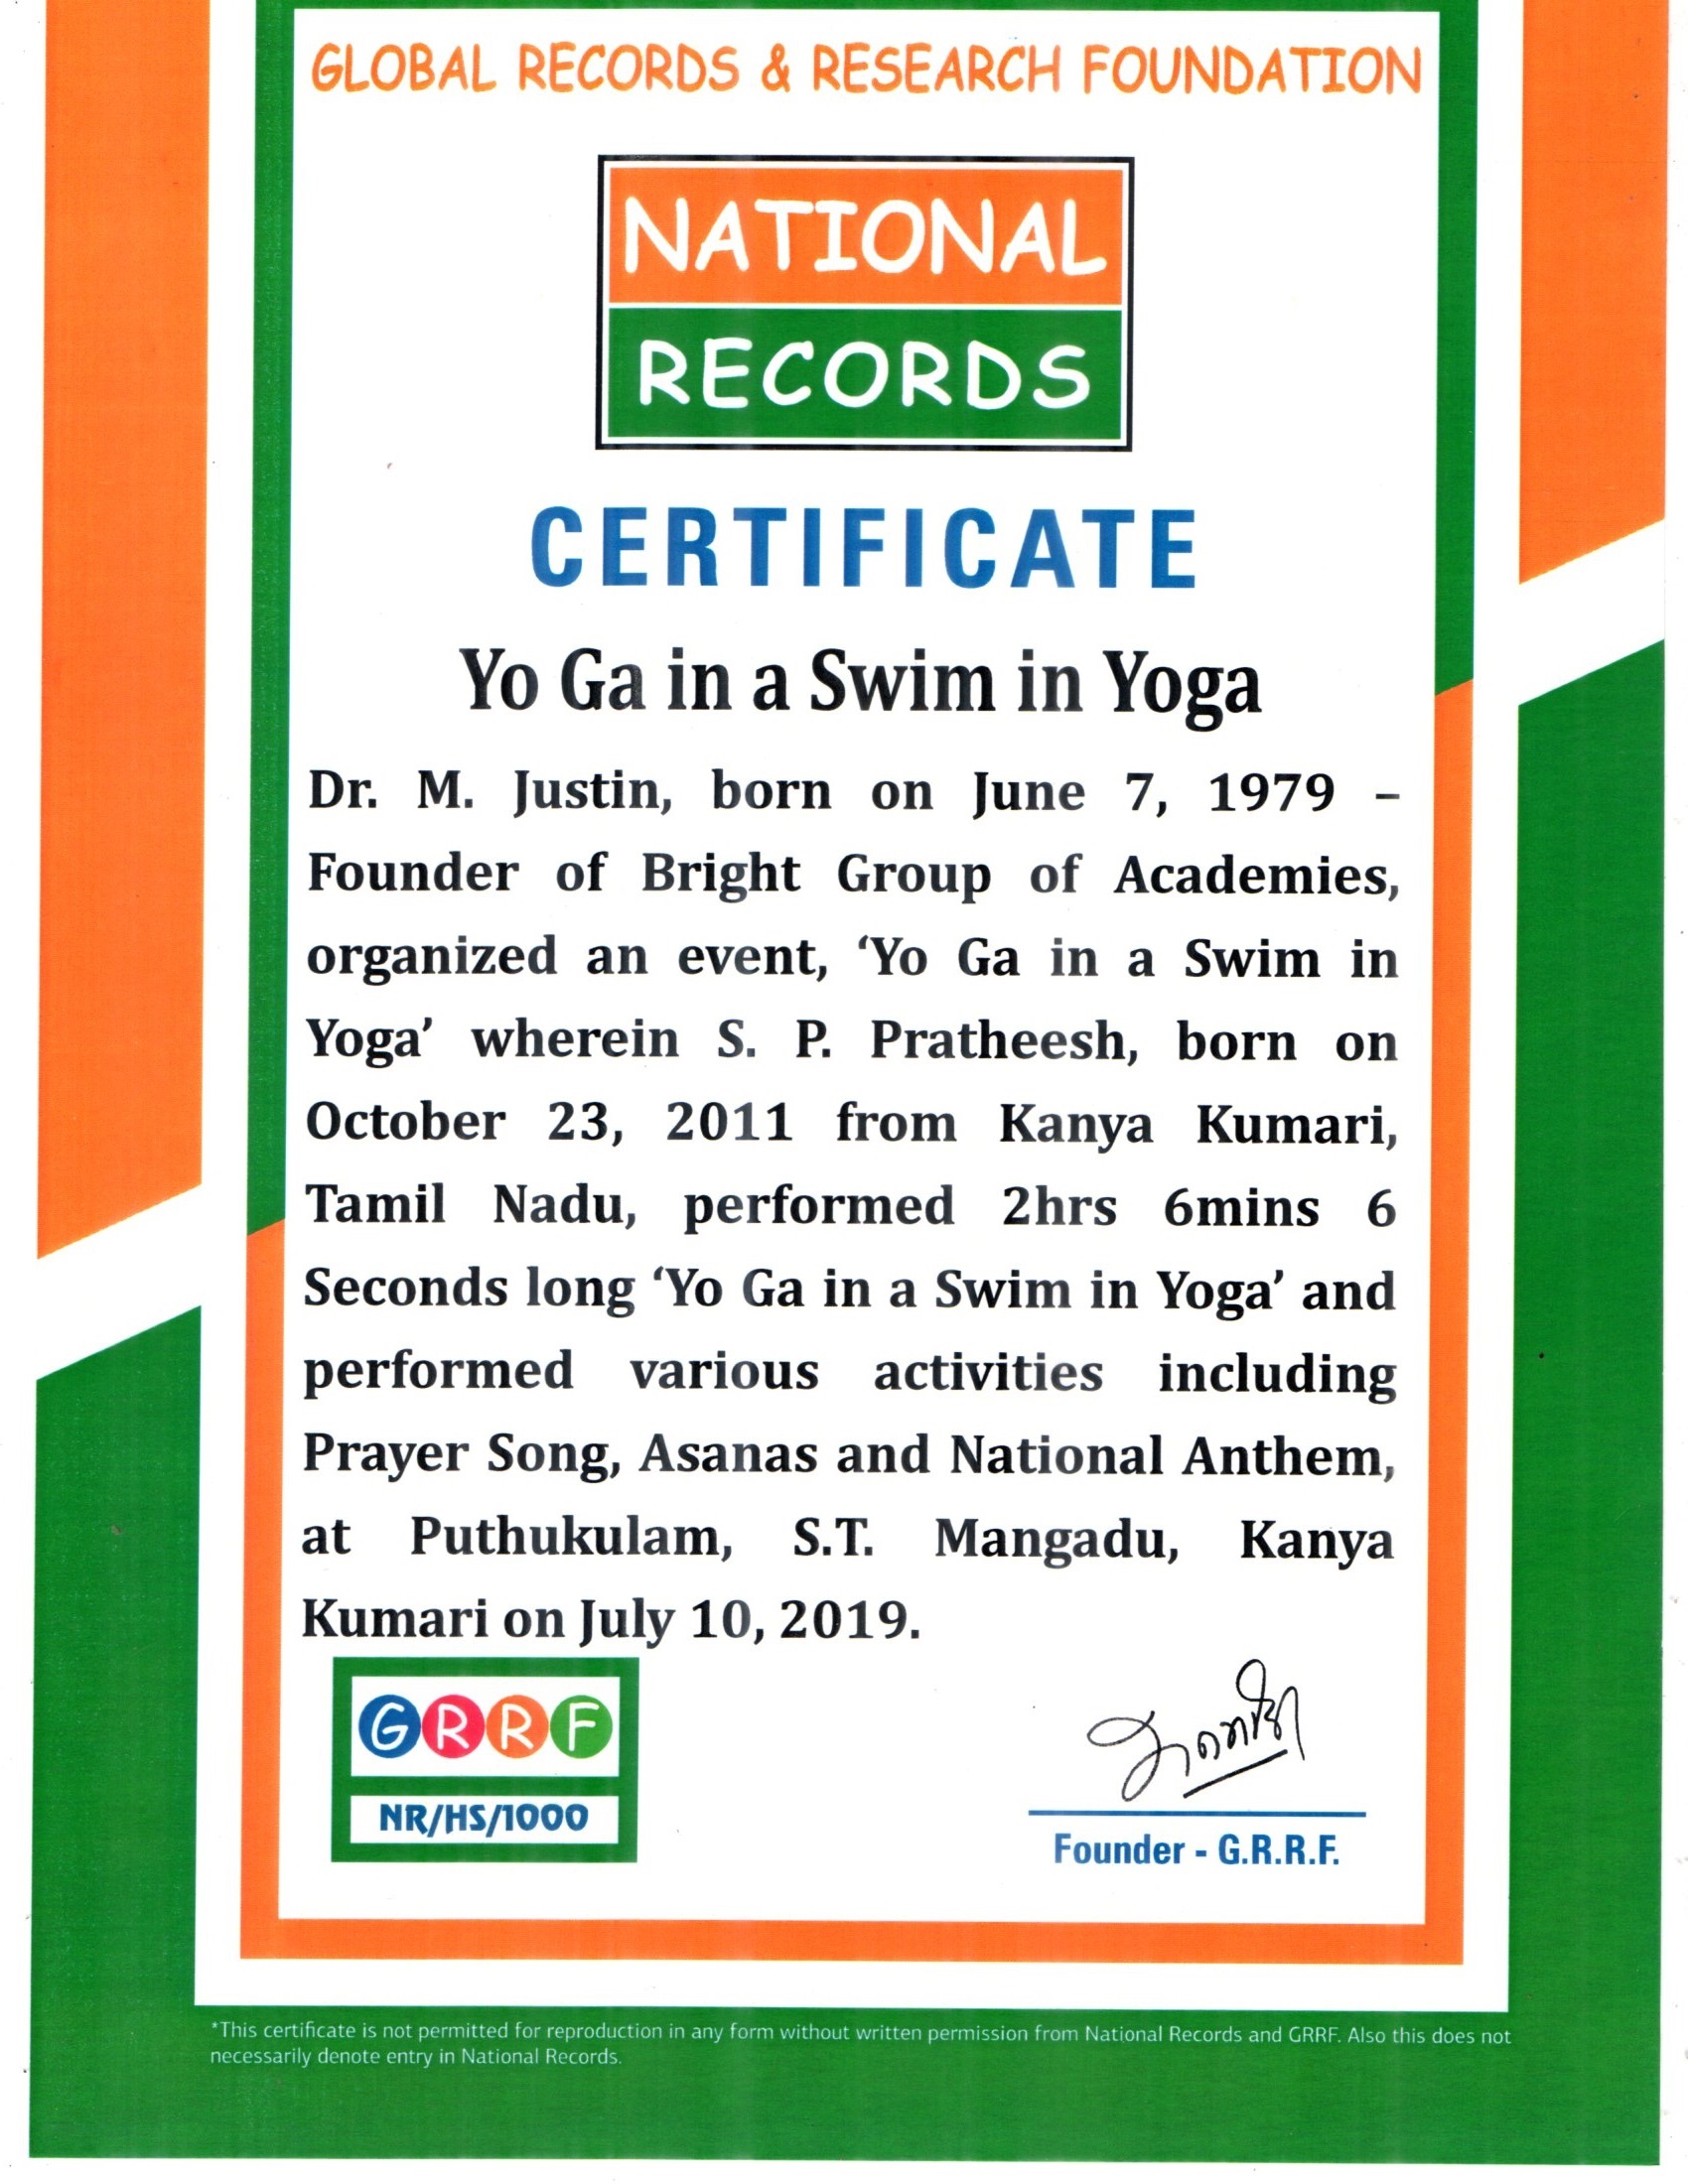 GLOBAL RECORDS & RESEARCH FOUNDATION
NATIONAL
RECORDS
CERTIFICATE
Yo Ga in a Swim in Yoga
Dr. M. Justin, born on June 7, 1979 –
Founder of Bright Group of Academies,
organized an event, ‘Yo Ga in a Swim in
Yoga’ wherein S. P. Pratheesh, born on
October 23, 2011 from Kanya Kumari,
Tamil Nadu, performed 2hrs 6mins 6
Seconds long ‘Yo Ga in a Swim in Yoga’ and
performed various activities including
Prayer Song, Asanas and National Anthem,
at Puthukulam, S.T. Mangadu, Kanya
Kumari on July 10, 2019.
GRRF
NR/HS/1000
Founder - G.R.R.F.
*This certificate is not permitted for reproduction in any form without written permission from National Records and GRRF. Also this does not
necessarily denote entry in National Records.